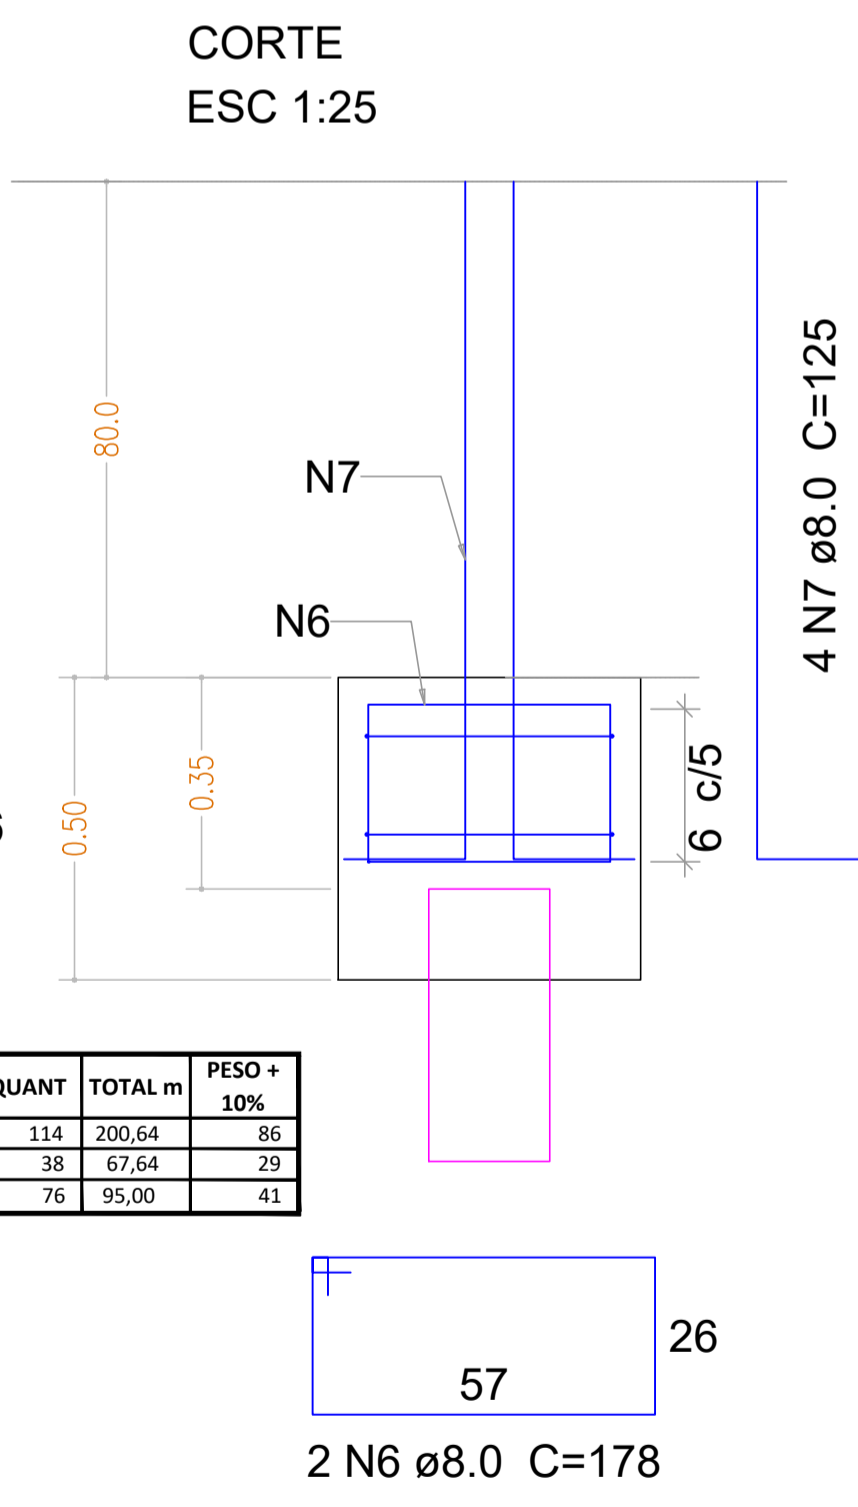 CORTE
ESC 1:25
80.0
4 N7 ø8.0 C=125
N7
N6
0.35
0.50
6 c/5
QUANT TOTAL m PESO + 10%
114 200,64 86
38 67,64 29
76 95,00 41
57
26
2 N6 ø8.0 C=178